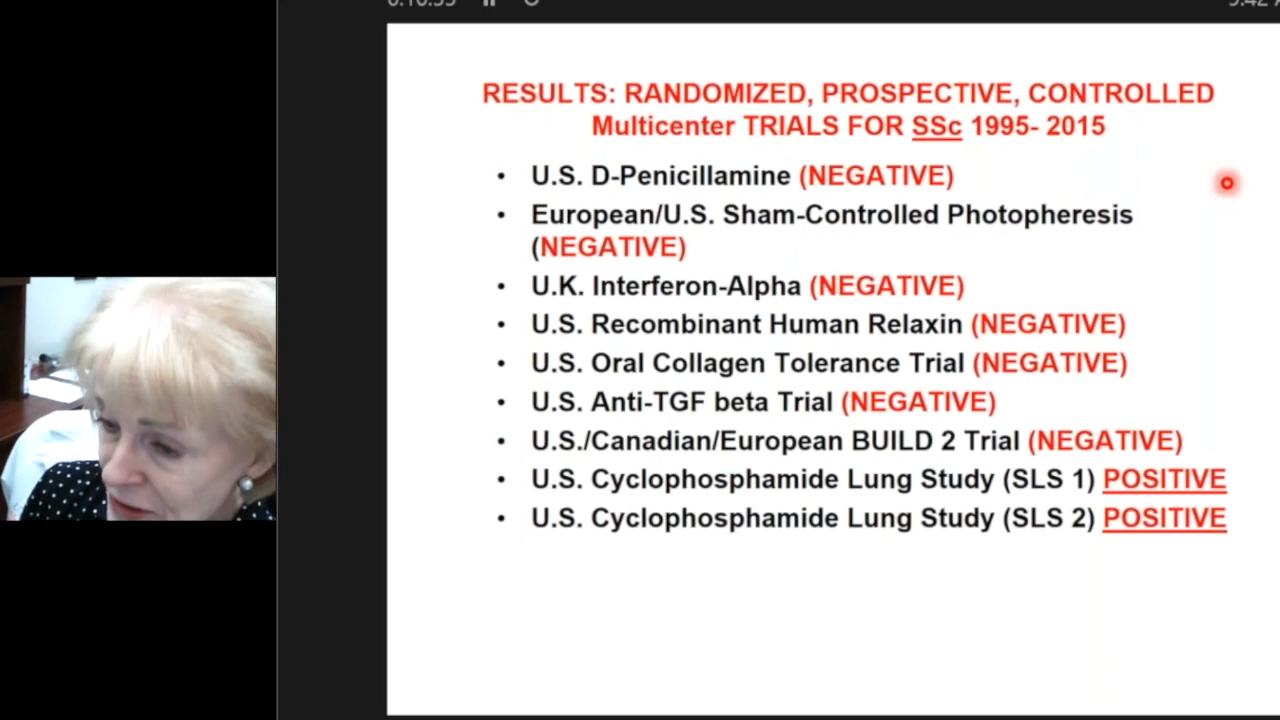 RESULTS: RANDOMIZED, PROSPECTIVE, CONTROLLED
Multicenter TRIALS FOR SSc 1995- 2015
• U.S. D-Penicillamine (NEGATIVE)
• European/U.S. Sham-Controlled Photopheresis
(NEGATIVE)
• U.K. Interferon-Alpha (NEGATIVE)
• U.S. Recombinant Human Relaxin (NEGATIVE)
• U.S. Oral Collagen Tolerance Trial (NEGATIVE)
• U.S. Anti-TGF beta Trial (NEGATIVE)
• U.S./Canadian/European BUILD 2 Trial (NEGATIVE)
• U.S. Cyclophosphamide Lung Study (SLS 1) POSITIVE
• U.S. Cyclophosphamide Lung Study (SLS 2) POSITIVE